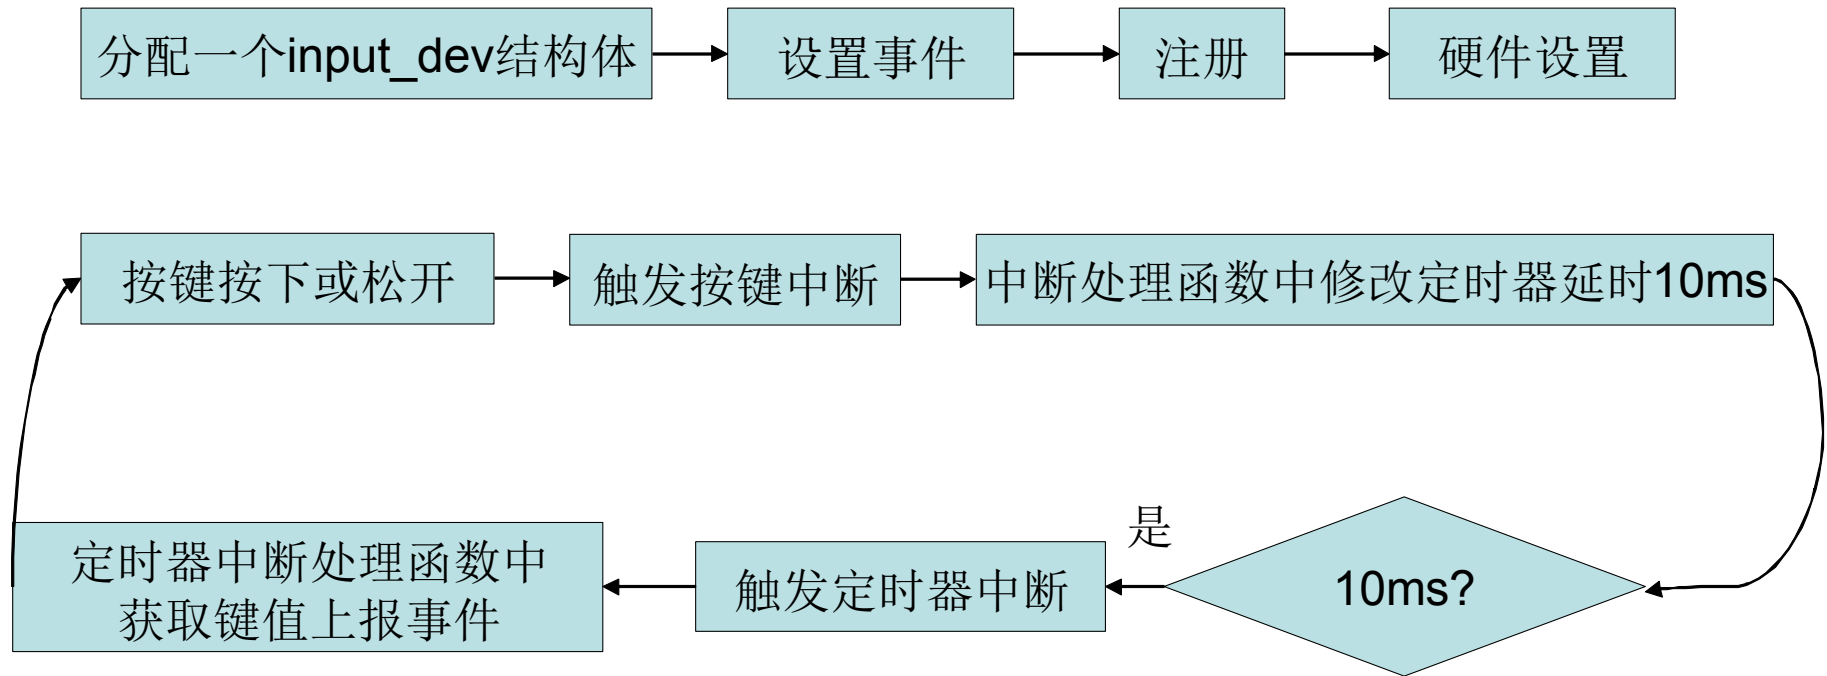 分配一个input_dev结构体
设置事件
注册
硬件设置
按键按下或松开
触发按键中断
中断处理函数中修改定时器延时10ms
10ms?
是
触发定时器中断
定时器中断处理函数中
获取键值上报事件